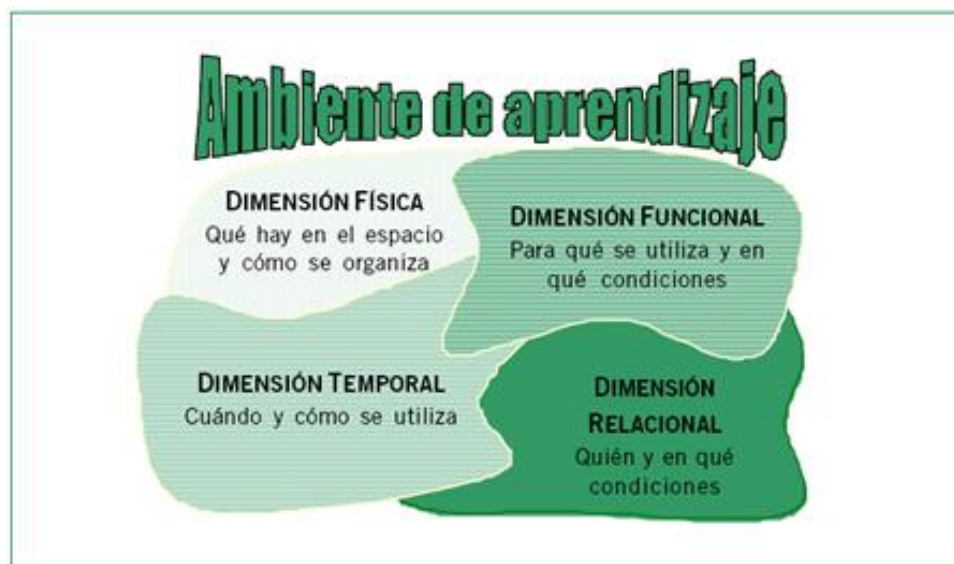 Ambiente de aprendizaje
DIMENSIÓN FÍSICA
Qué hay en el espacio
y cómo se organiza
DIMENSIÓN FUNCIONAL
Para qué se utiliza y en
qué condiciones
DIMENSIÓN TEMPORAL
Cuándo y cómo se utiliza
DIMENSIÓN
RELACIONAL
Quién y en qué
condiciones